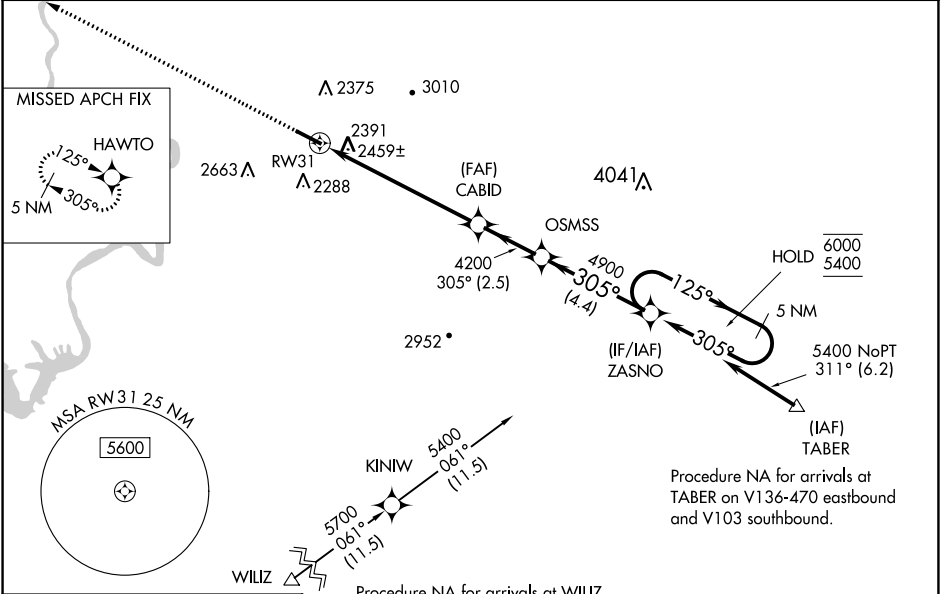 2375
3010
MISSED APCH FIX
HAWTO
125°
305°
5 NM
2391
2459±
RW31
2663
2288
(FAF)
CABID
4041
OSMSS
4200
305° (2.5)
4900
305°
(4.4)
HOLD
6000
5400
125°
5 NM
305°
(IF/IAF)
ZASNO
5400 NoPT
311° (6.2)
(IAF)
TABER
2952
MSA RW31 25 NM
5600
Procedure NA for arrivals at
TABER on V136-470 eastbound
and V103 southbound.
KINIW
5400
061°
(11.5)
5700
061°
(11.5)
WILIZ
Procedure NA for arrivals at WILIZ